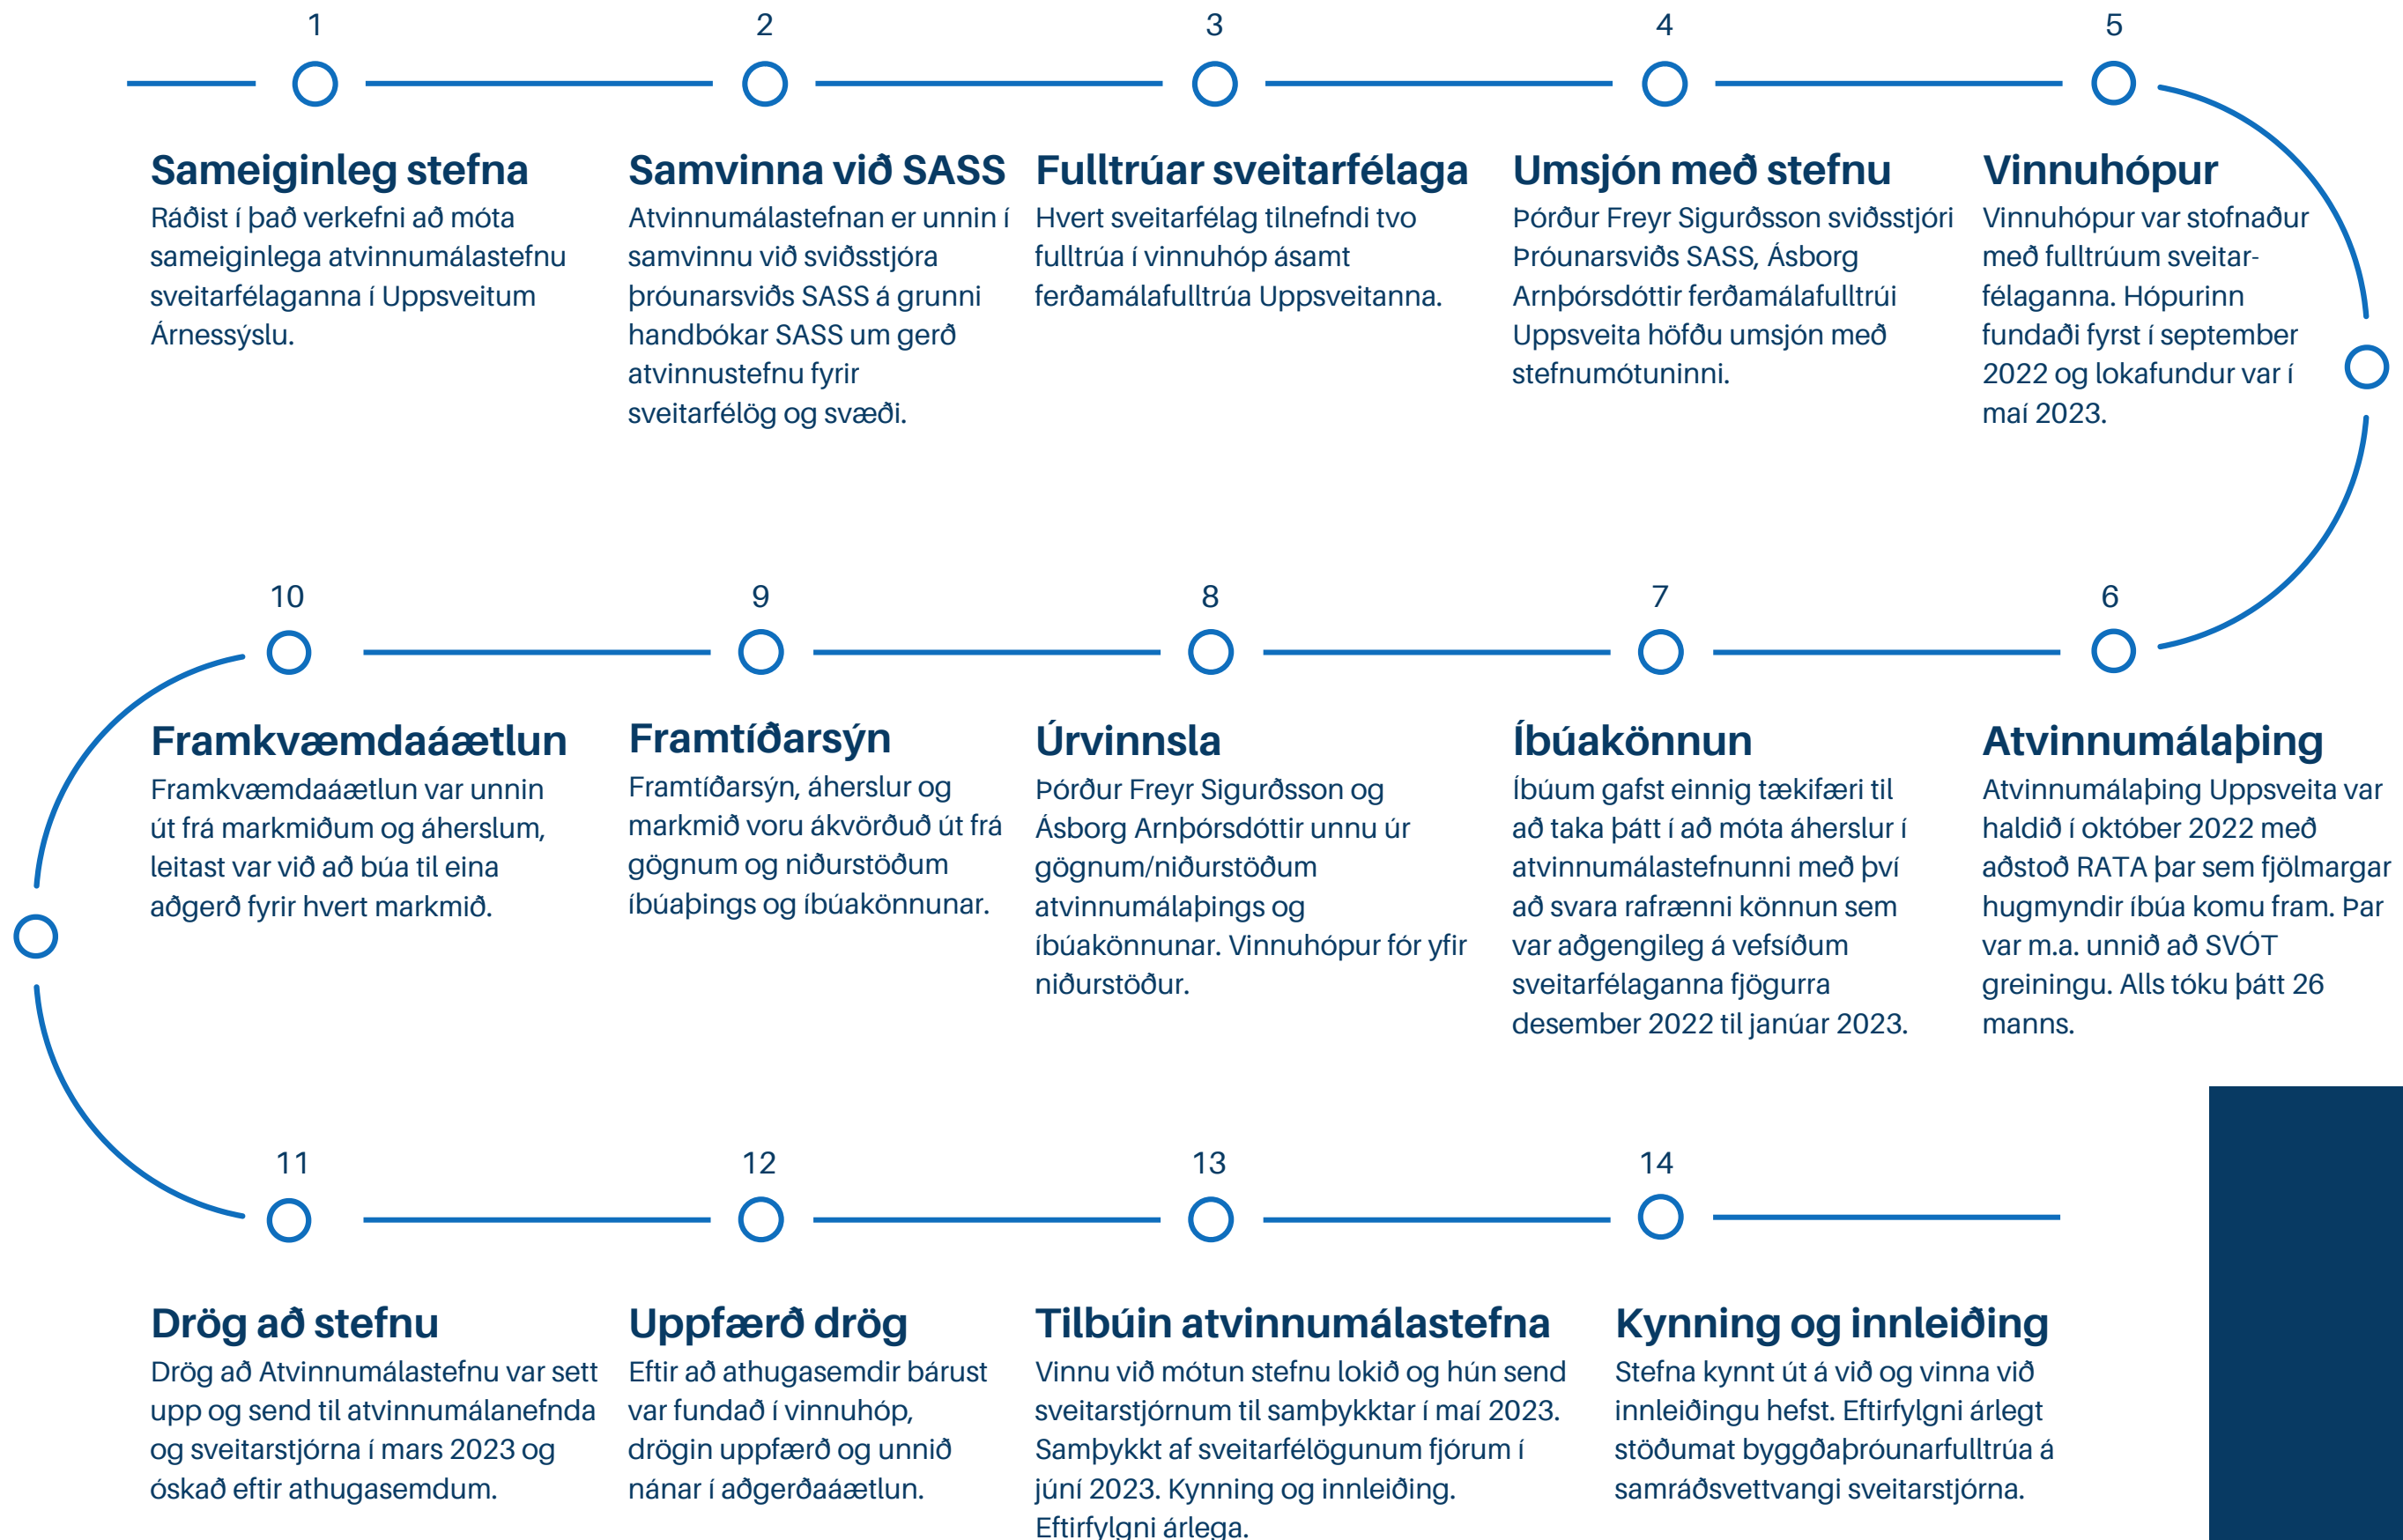 1
Sameiginleg stefna
Ráðist í það verkefni að móta
sameiginlega atvinnumálastefnu
sveitarfélaganna í Uppsveitum
Árnessýslu.
2
Samvinna við SASS
Atvinnumálastefnan er unnin í
samvinnu við sviðsstjóra
þróunarsviðs SASS á grunni
handbókar SASS um gerð
atvinnustefnu fyrir
sveitarfélög og svæði.
3
Fulltrúar sveitarfélaga
Hvert sveitarfélag tilnefndi tvo
fulltrúa í vinnuhóp ásamt
ferðamálafulltrúa Uppsveitanna.
4
Umsjón með stefnu
Þórður Freyr Sigurðsson sviðsstjóri
Þróunarsviðs SASS, Ásborg
Arnþórsdóttir ferðamálafulltrúi
Uppsveita höfðu umsjón með
stefnumótuninni.
5
Vinnuhópur
Vinnuhópur var stofnaður
með fulltrúum sveitar-
félaganna. Hópurinn
fundaði fyrst í september
2022 og lokafundur var í
maí 2023.
6
Atvinnumálaþing
Atvinnumálaþing Uppsveita var
haldið í október 2022 með
aðstoð RATA þar sem fjölmargar
hugmyndir íbúa komu fram. Þar
var m.a. unnið að SVÓT
greiningu. Alls tóku þátt 26
manns.
7
Íbúakönnun
Íbúum gafst einnig tækifæri til
að taka þátt í að móta áherslur í
atvinnumálastefnunni með því
að svara rafrænni könnun sem
var aðgengileg á vefsíðum
sveitarfélaganna fjögurra
desember 2022 til janúar 2023.
8
Úrvinnsla
Þórður Freyr Sigurðsson og
Ásborg Arnþórsdóttir unnu úr
gögnum/niðurstöðum
atvinnumálaþings og
íbúakönnunar. Vinnuhópur fór yfir
niðurstöður.
9
Framtíðarsýn
Framtíðarsýn, áherslur og
markmið voru ákvörðuð út frá
gögnum og niðurstöðum
íbúaþings og íbúakönnunar.
10
Framkvæmdaáætlun
Framkvæmdaáætlun var unnin
út frá markmiðum og áherslum,
leitast var við að búa til eina
aðgerð fyrir hvert markmið.
11
Drög að stefnu
Drög að Atvinnumálastefnu var sett
upp og send til atvinnumálanefnda
og sveitarstjórna í mars 2023 og
óskað eftir athugasemdum.
12
Uppfærð drög
Eftir að athugasemdir bárust
var fundað í vinnuhóp,
drögin uppfærð og unnið
nánar í aðgerðaáætlun.
13
Tilbúin atvinnumálastefna
Vinnu við mótun stefnu lokið og hún send
sveitarstjórnum til samþykktar í maí 2023.
Samþykkt af sveitarfélögunum fjórum í
júní 2023. Kynning og innleiðing.
Eftirfylgni árlega.
14
Kynning og innleiðing
Stefna kynnt út á við og vinna við
innleiðingu hefst. Eftirfylgni árlegt
stöðumat byggðaþróunarfulltrúa á
samráðsvettvangi sveitarstjórna.